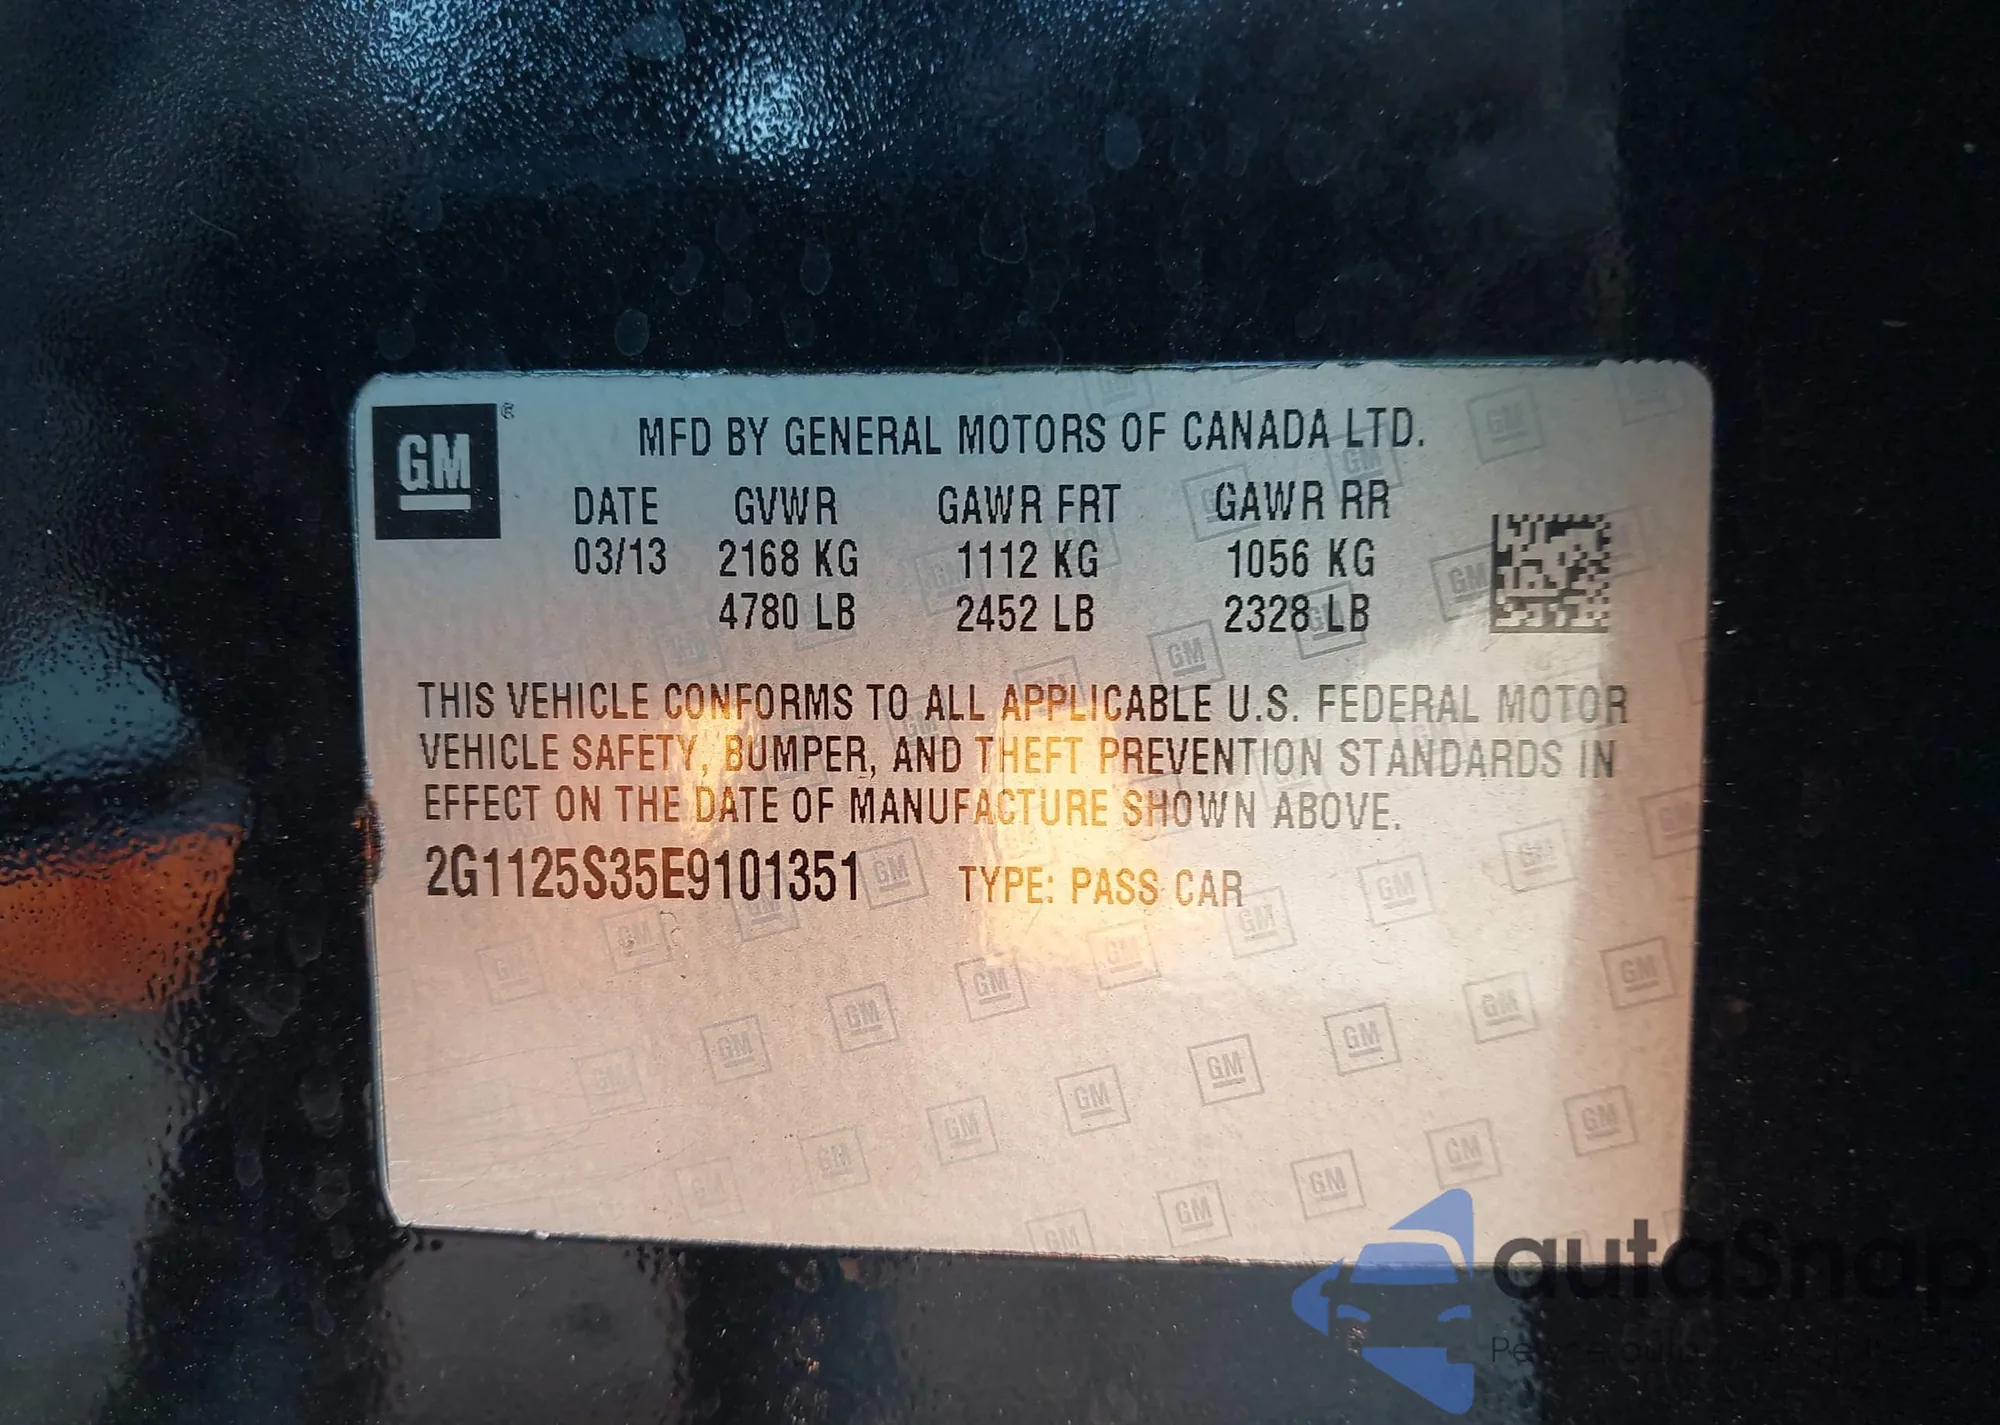 GM ®
MFD BY GENERAL MOTORS OF CANADA LTD.
DATE GVWR GAWR FRT GAWR RR
03/13 2168 KG 1112 KG 1056 KG
4780 LB 2452 LB 2328 LB
THIS VEHICLE CONFORMS TO ALL APPLICABLE U.S. FEDERAL MOTOR
VEHICLE SAFETY, BUMPER, AND THEFT PREVENTION STANDARDS IN
EFFECT ON THE DATE OF MANUFACTURE SHOWN ABOVE.
2G1125S35E9101351 TYPE: PASS CAR
autaSnap